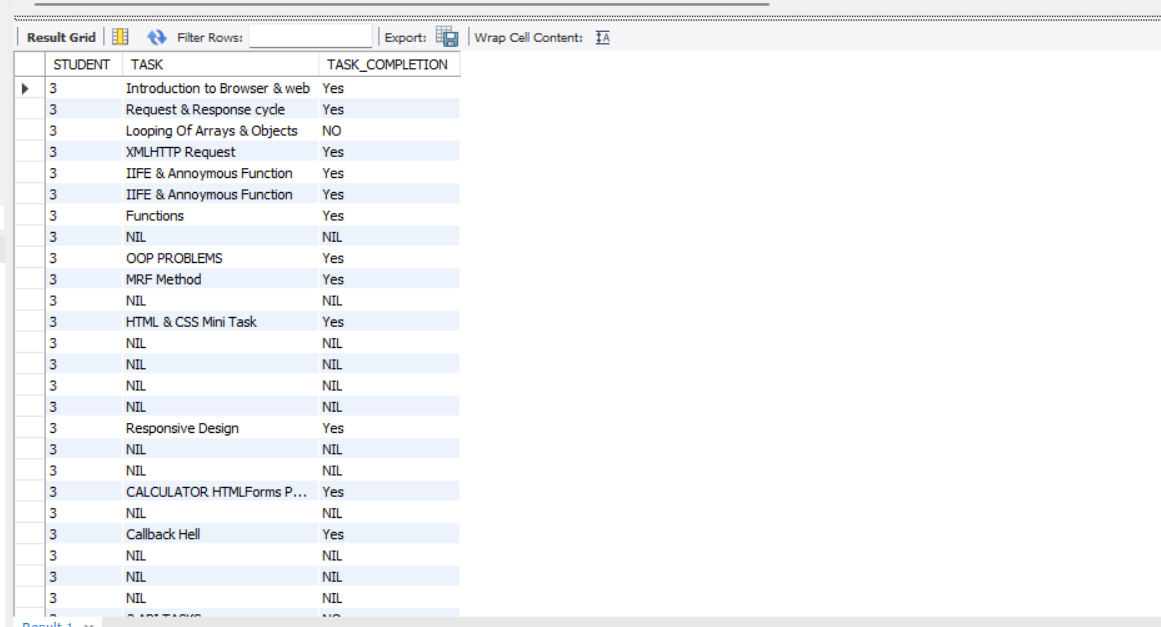 Result Grid Filter Rows: Export: Wrap Cell Content:
STUDENT TASK TASK_COMPLETION
3 Introduction to Browser & web Yes
3 Request & Response cycle Yes
3 Looping Of Arrays & Objects NO
3 XMLHTTP Request Yes
3 IIFE & Annoymous Function Yes
3 IIFE & Annoymous Function Yes
3 Functions Yes
3 NIL NIL
3 OOP PROBLEMS Yes
3 MRF Method Yes
3 NIL NIL
3 HTML & CSS Mini Task Yes
3 NIL NIL
3 NIL NIL
3 NIL NIL
3 NIL NIL
3 Responsive Design Yes
3 NIL NIL
3 NIL NIL
3 CALCULATOR HTMLForms P... Yes
3 NIL NIL
3 Callback Hell Yes
3 NIL NIL
3 NIL NIL
3 NIL NIL
API TASKS NO
Result 1